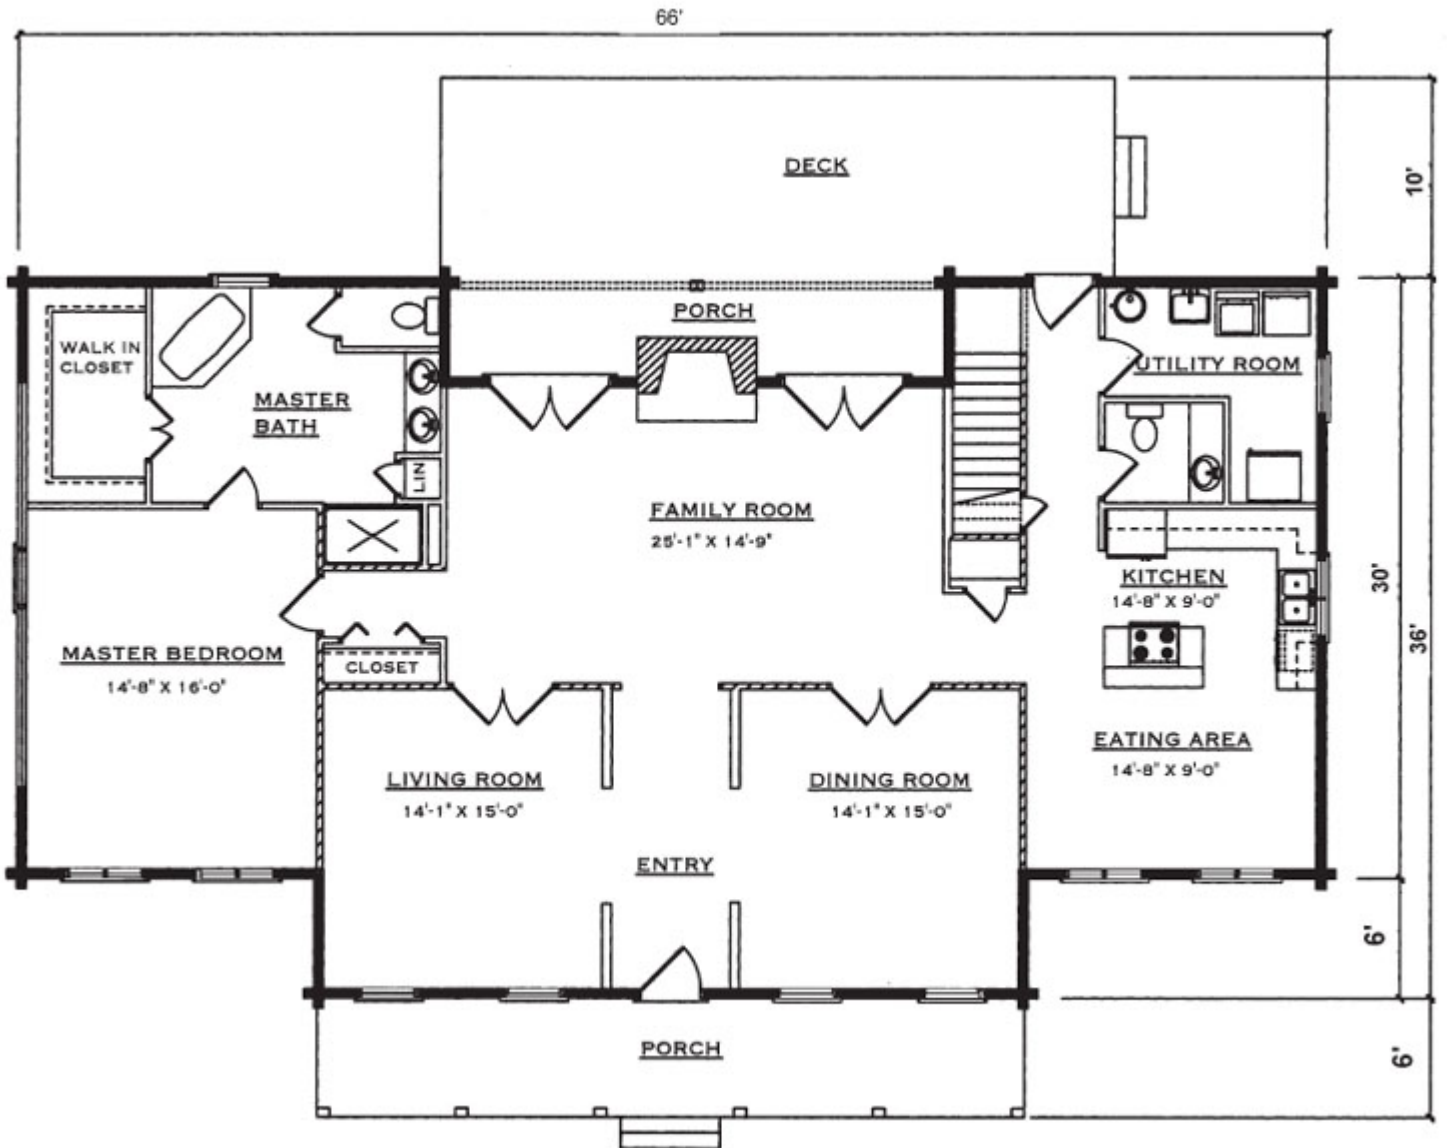 66'
DECK
10'
PORCH
WALK IN
CLOSET
MASTER
BATH
UTILITY ROOM
LIN
FAMILY ROOM
25'-1" X 14'-9"
KITCHEN
14'-8" X 9'-0"
30'
36'
MASTER BEDROOM
14'-8" X 16'-0"
CLOSET
EATING AREA
14'-8" X 9'-0"
LIVING ROOM
14'-1" X 15'-0"
DINING ROOM
14'-1" X 15'-0"
ENTRY
6'
PORCH
6'